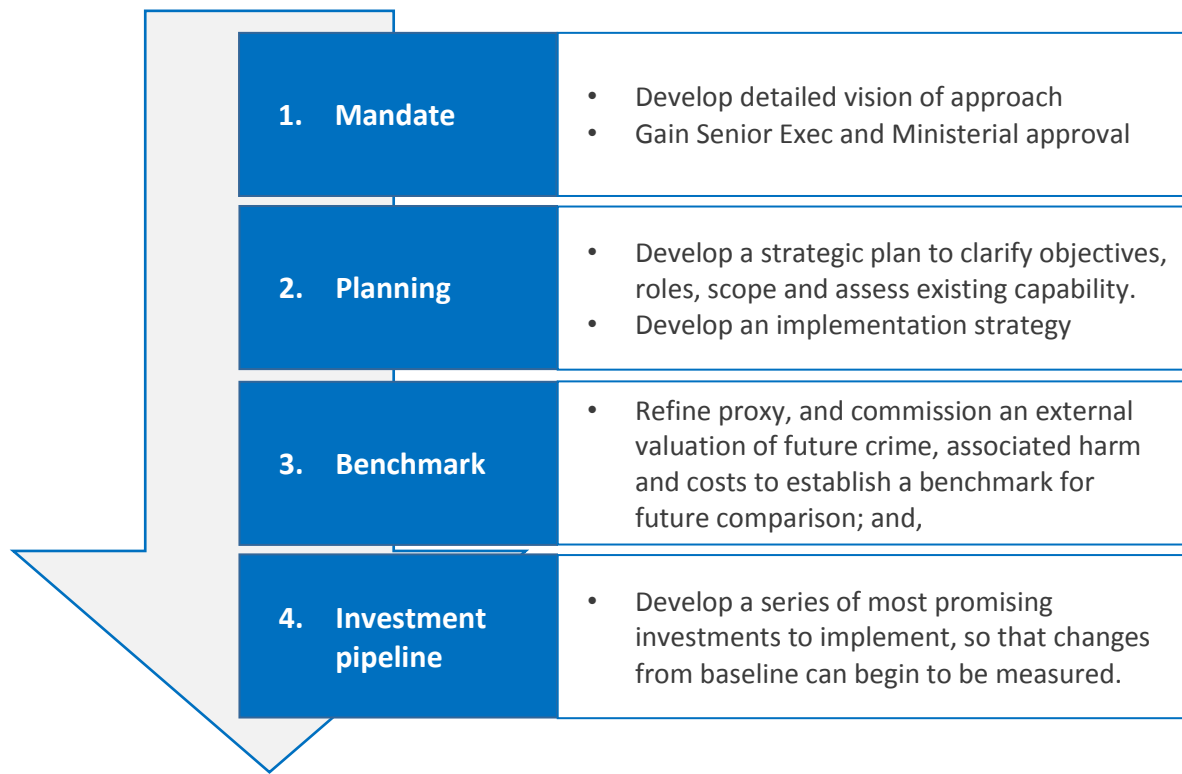 1. Mandate
• Develop detailed vision of approach
• Gain Senior Exec and Ministerial approval
2. Planning
• Develop a strategic plan to clarify objectives,
roles, scope and assess existing capability.
• Develop an implementation strategy
3. Benchmark
• Refine proxy, and commission an external
valuation of future crime, associated harm
and costs to establish a benchmark for
future comparison; and,
4. Investment
pipeline
• Develop a series of most promising
investments to implement, so that changes
from baseline can begin to be measured.